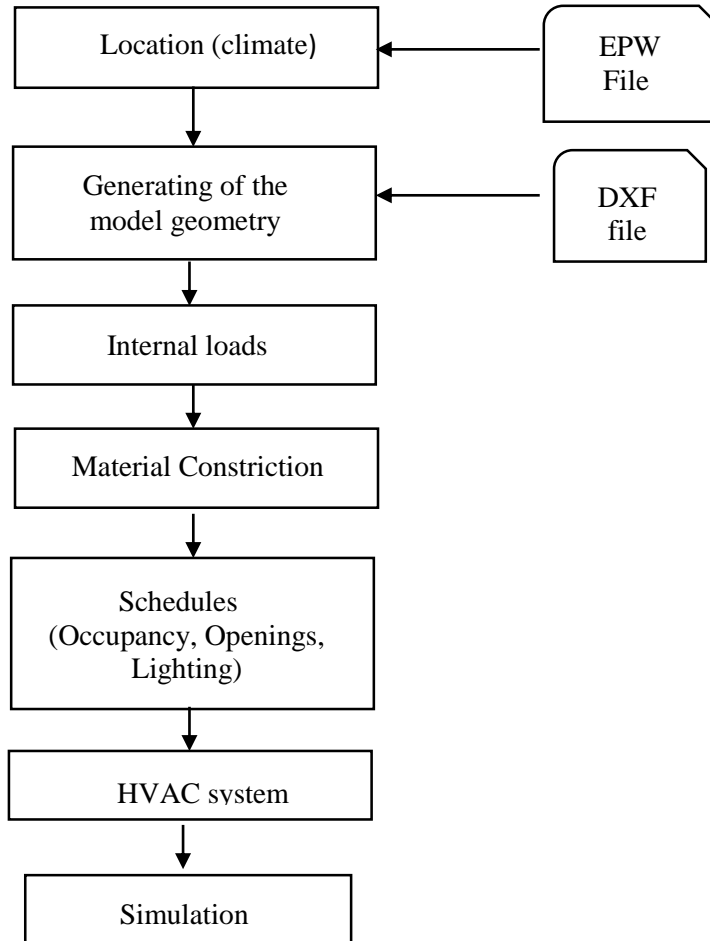 Location (climate)
EPW
File
Generating of the
model geometry
DXF
file
Internal loads
Material Constriction
Schedules
(Occupancy, Openings,
Lighting)
HVAC system
Simulation